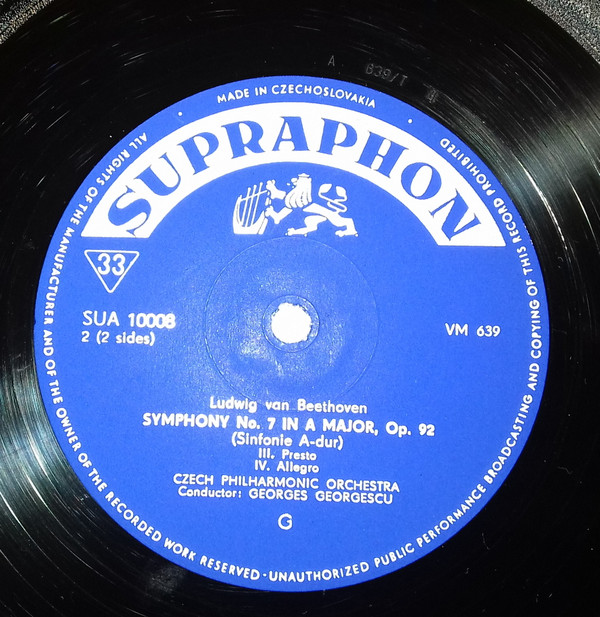 A 639/T
MADE IN CZECHOSLOVAKIA
SUPRAPHON
33
SUA 10008
2 (2 sides)
VM 639
Ludwig van Beethoven
SYMPHONY No. 7 IN A MAJOR, Op. 92
(Sinfonie A-dur)
III. Presto
IV. Allegro
CZECH PHILHARMONIC ORCHESTRA
Conductor: GEORGES GEORGESCU
G
ALL RIGHTS OF THE MANUFACTURER AND OF THE OWNER OF THE RECORDED WORK RESERVED · UNAUTHORIZED PUBLIC PERFORMANCE BROADCASTING AND COPYING OF THIS RECORD PROHIBITED